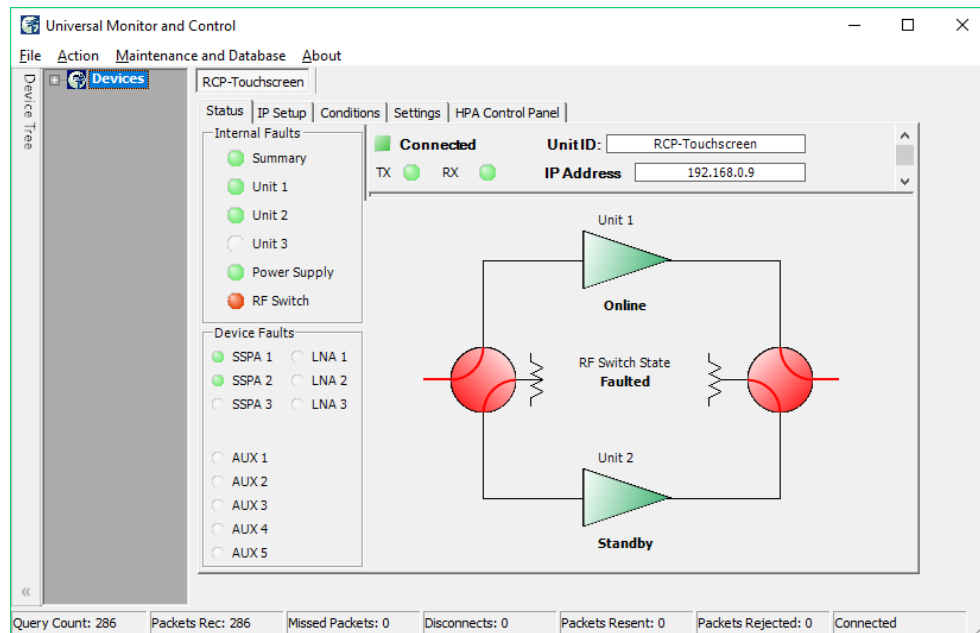 Universal Monitor and Control
File Action Maintenance and Database About
Device Tree
Devices
RCP-Touchscreen
Status IP Setup Conditions Settings HPA Control Panel
Internal Faults
Summary
Unit 1
Unit 2
Unit 3
Power Supply
RF Switch
Connected
UnitID: RCP-Touchscreen
TX RX
IP Address 192.168.0.9
Device Faults
SSPA 1 LNA 1
SSPA 2 LNA 2
SSPA 3 LNA 3
AUX 1
AUX 2
AUX 3
AUX 4
AUX 5
Unit 1
Online
RF Switch State
Faulted
Unit 2
Standby
Query Count: 286 Packets Rec: 286 Missed Packets: 0 Disconnects: 0 Packets Resent: 0 Packets Rejected: 0 Connected